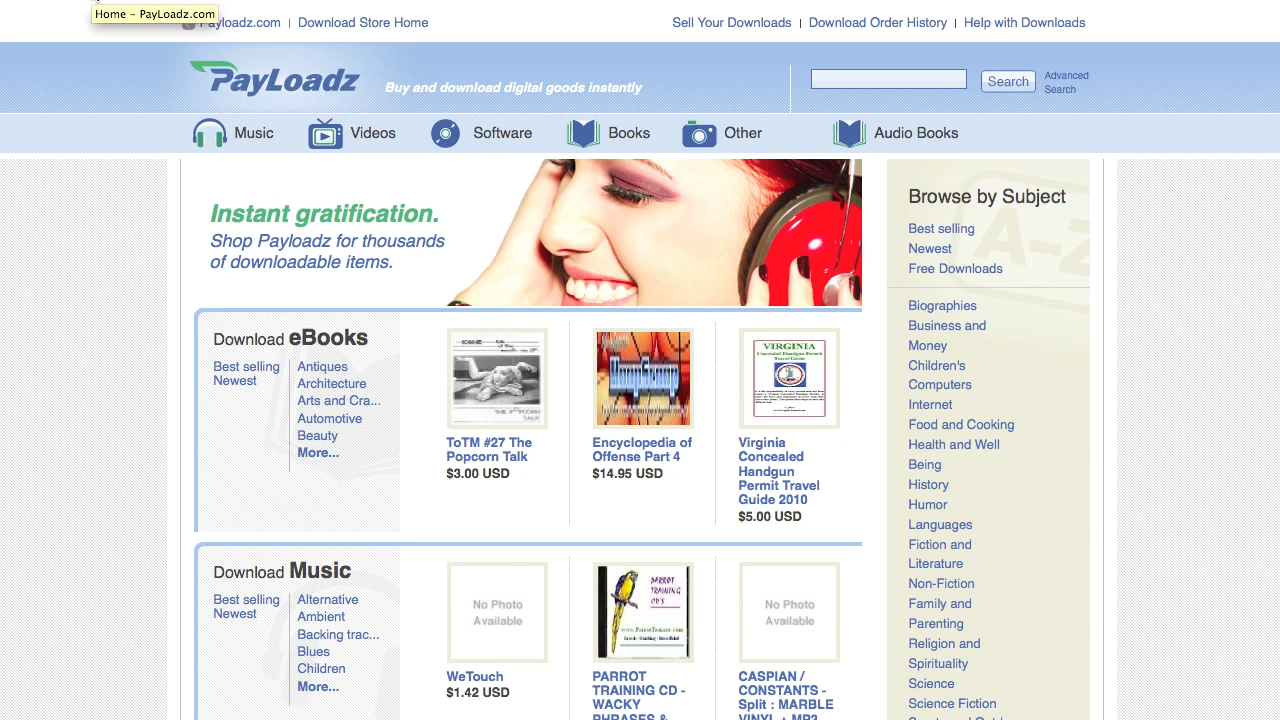 Home – PayLoadz.com
Payloadz.com | Download Store Home
Sell Your Downloads | Download Order History | Help with Downloads
PayLoadz
Buy and download digital goods instantly
Search
Advanced
Search
Music
Videos
Software
Books
Other
Audio Books
Instant gratification.
Shop Payloadz for thousands
of downloadable items.
Download eBooks
Best selling
Newest
Antiques
Architecture
Arts and Cra...
Automotive
Beauty
More...
ToTM #27 The
Popcorn Talk
$3.00 USD
Encyclopedia of
Offense Part 4
$14.95 USD
VIRGINIA
Concealed Handgun Permit
Travel Guide
Virginia
Concealed
Handgun
Permit Travel
Guide 2010
$5.00 USD
Download Music
Best selling
Newest
Alternative
Ambient
Backing trac...
Blues
Children
More...
No Photo
Available
WeTouch
$1.42 USD
PARROT
TRAINING
CD'S
PARROT
TRAINING CD -
WACKY
PHRASES &
No Photo
Available
CASPIAN /
CONSTANTS -
Split : MARBLE
VINYL + MP3
Browse by Subject
A-Z
Best selling
Newest
Free Downloads
Biographies
Business and
Money
Children's
Computers
Internet
Food and Cooking
Health and Well
Being
History
Humor
Languages
Fiction and
Literature
Non-Fiction
Family and
Parenting
Religion and
Spirituality
Science
Science Fiction